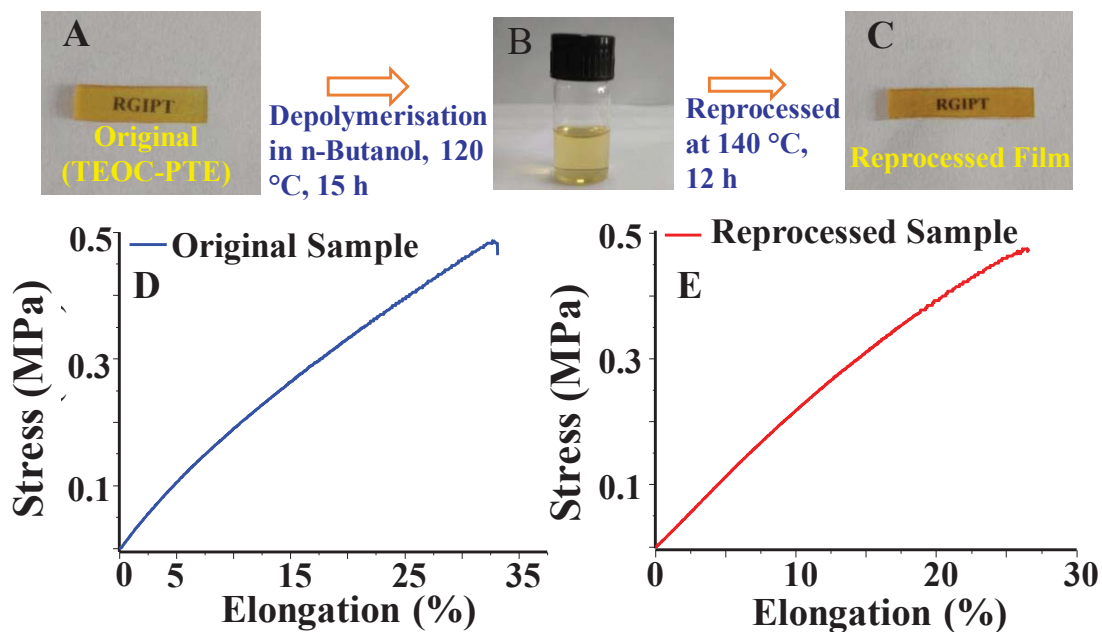 A
RGIPT
Original
(TEOC-PTE)
Depolymerisation
in n-Butanol, 120
°C, 15 h
B
Reprocessed
at 140 °C,
12 h
C
RGIPT
Reprocessed Film
Original Sample
D
Stress (MPa)
0.5
0.3
0.1
0 5 15 25 35
Elongation (%)
Reprocessed Sample
E
Stress (MPa)
0.5
0.3
0.1
0 10 20 30
Elongation (%)